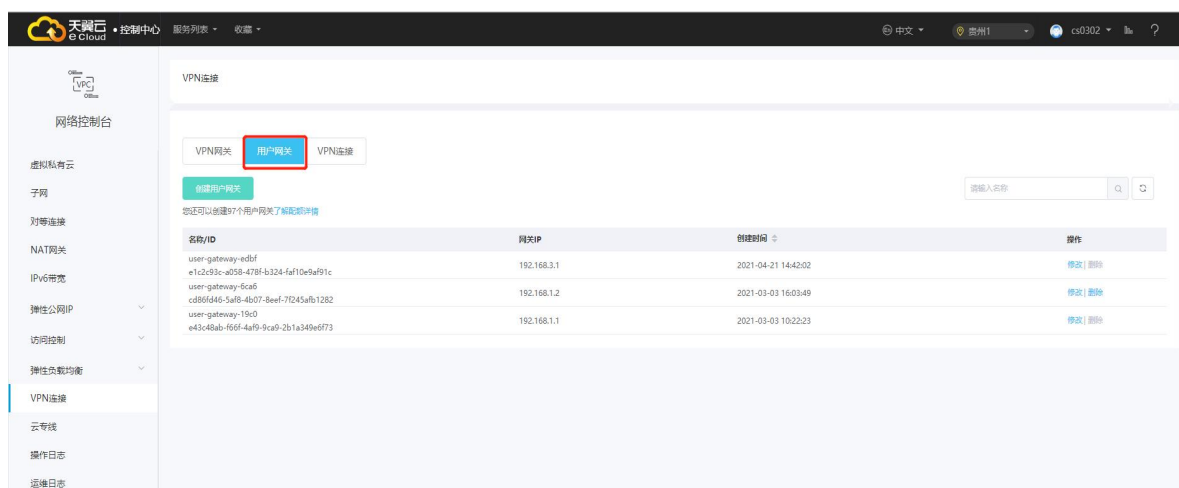 天翼云
e Cloud
·控制中心
服务列表
收藏
中文
贵州1
cs0302
?
Office
VPC
Office
网络控制台
虚拟私有云
子网
对等连接
NAT网关
IPv6带宽
弹性公网IP
访问控制
弹性负载均衡
VPN连接
云专线
操作日志
运维日志
VPN连接
VPN网关 用户网关 VPN连接
创建用户网关
请输入名称
您还可以创建97个用户网关了解配额详情
名称/ID 网关IP 创建时间 操作
user-gateway-edbf
e1c2c93c-a058-478f-b324-faf10e9af91c
192.168.3.1 2021-04-21 14:42:02 修改 | 删除
user-gateway-6ca6
cd86fd46-5af8-4b07-8eef-7f245afb1282
192.168.1.2 2021-03-03 16:03:49 修改 | 删除
user-gateway-19c0
e43c48ab-f66f-4af9-9ca9-2b1a349e6f73
192.168.1.1 2021-03-03 10:22:23 修改 | 删除